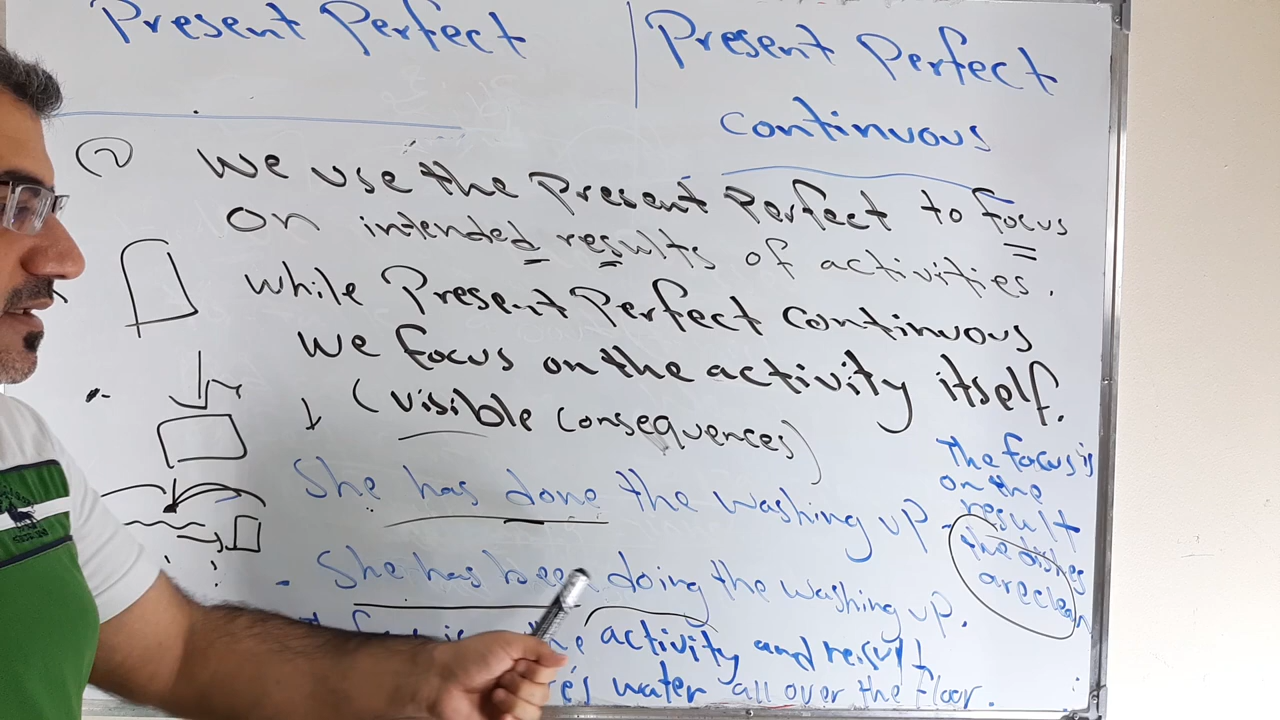 Present Perfect
Present Perfect
continuous
2 We use the Present Perfect to focus
on intended results of activities.
while Present Perfect continuous
we focus on the activity itself.
(visible consequences)
She has done the washing up.
The focus is
on the
result
the dishes
are clean
- She has been doing the washing up.
activity and result
water all over the floor.